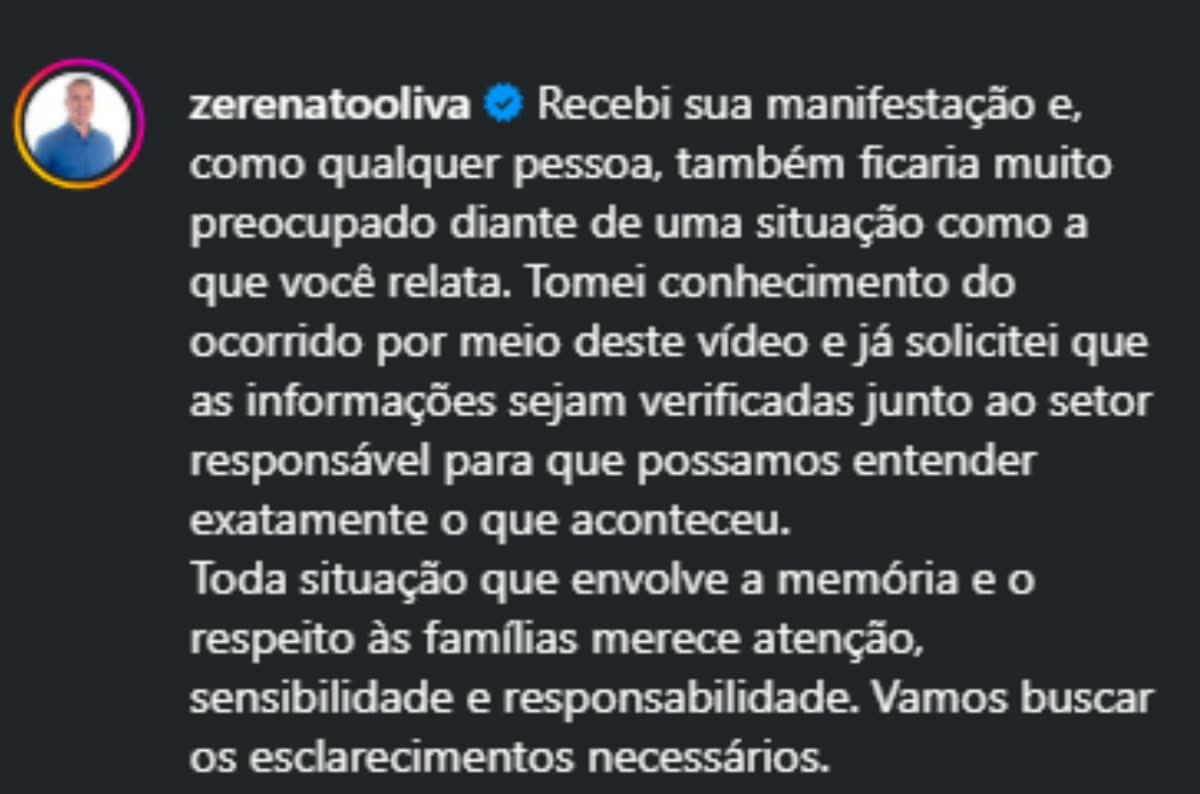 zerenatooliva Recebi sua manifestação e,
como qualquer pessoa, também ficaria muito
preocupado diante de uma situação como a
que você relata. Tomei conhecimento do
ocorrido por meio deste vídeo e já solicitei que
as informações sejam verificadas junto ao setor
responsável para que possamos entender
exatamente o que aconteceu.
Toda situação que envolve a memória e o
respeito às famílias merece atenção,
sensibilidade e responsabilidade. Vamos buscar
os esclarecimentos necessários.